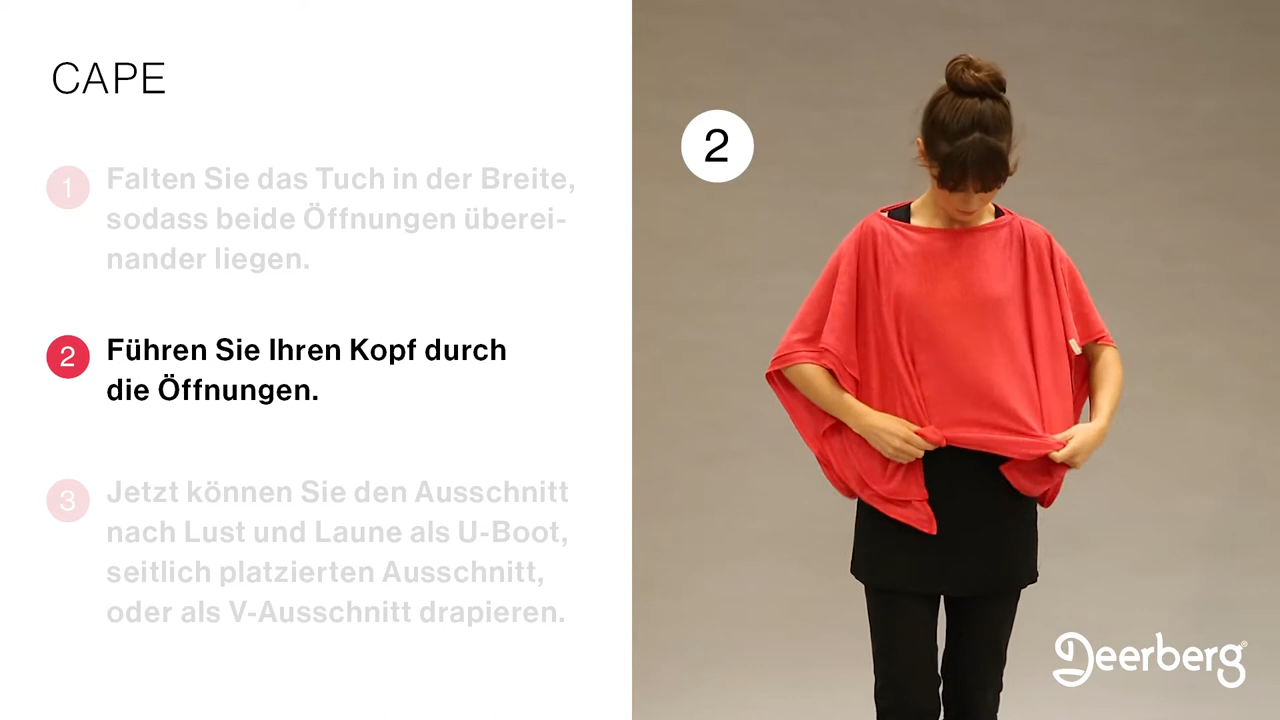 CAPE
1
Falten Sie das Tuch in der Breite,
sodass beide Öffnungen überei-
nander liegen.
2
Führen Sie Ihren Kopf durch
die Öffnungen.
3
Jetzt können Sie den Ausschnitt
nach Lust und Laune als U-Boot,
seitlich platzierten Ausschnitt,
oder als V-Ausschnitt drapieren.
2
Deerberg®